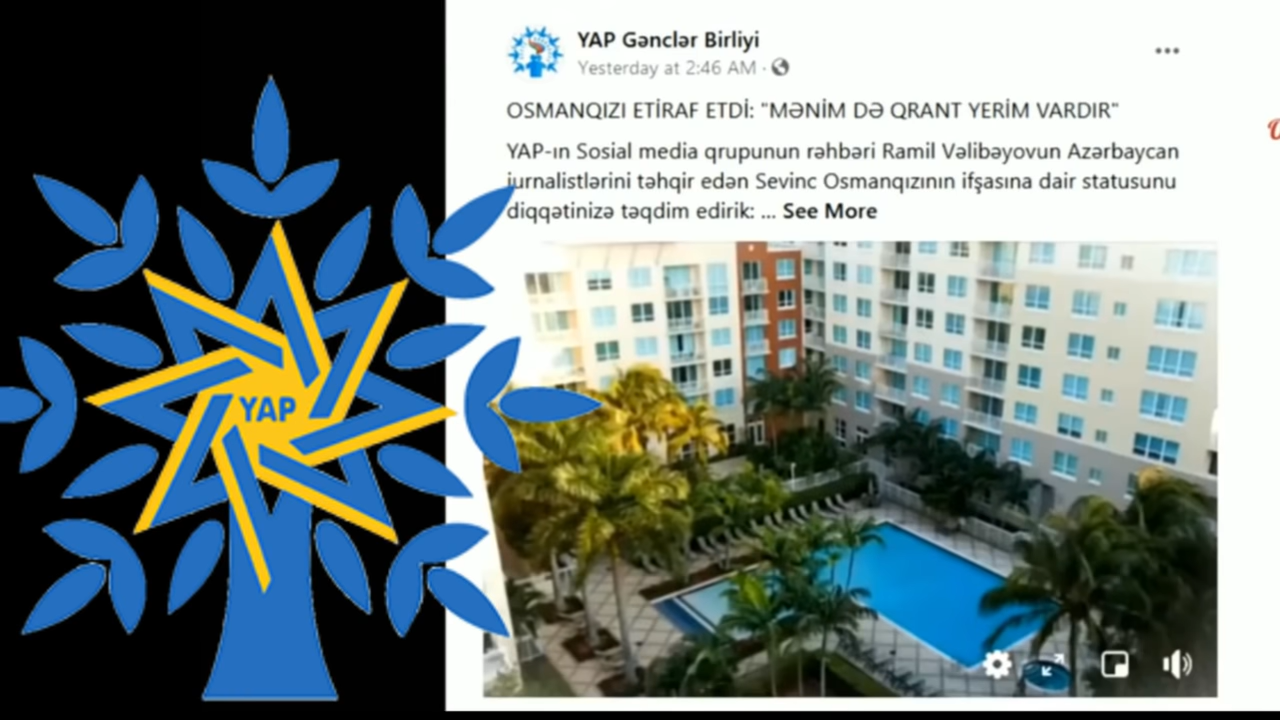 YAP
YAP Gənclər Birliyi
Yesterday at 2:46 AM ·
OSMANQIZI ETİRAF ETDİ: "MƏNİM DƏ QRANT YERİM VARDIR"
YAP-ın Sosial media qrupunun rəhbəri Ramil Vəlibəyovun Azərbaycan
jurnalistlərini təhqir edən Sevinc Osmanqızının ifşasına dair statusunu
diqqətinizə təqdim edirik: ... See More